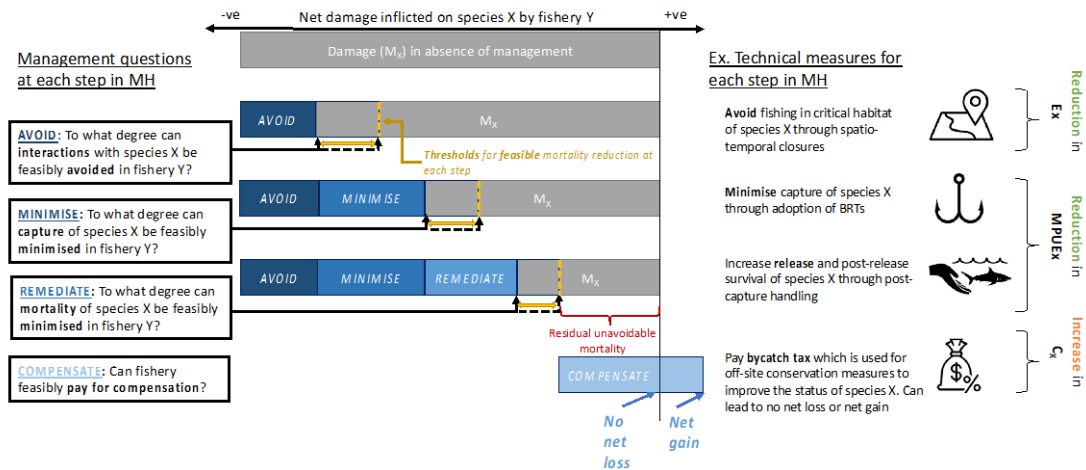 -ve
Net damage inflicted on species X by fishery Y
+ve
Management questions
at each step in MH
Damage (Mₓ) in absence of management
Ex. Technical measures for
each step in MH
AVOID: To what degree can
interactions with species X be
feasibly avoided in fishery Y?
AVOID
Mₓ
Thresholds for feasible mortality reduction at
each step
Avoid fishing in critical habitat
of species X through spatio-
temporal closures
Reduction in
Ex
MINIMISE: To what degree can
capture of species X be feasibly
minimised in fishery Y?
AVOID
MINIMISE
Mₓ
Minimise capture of species X
through adoption of BRTs
Reduction in
MPUEx
REMEDIATE: To what degree can
mortality of species X be feasibly
minimised in fishery Y?
AVOID
MINIMISE
REMEDIATE
Mₓ
Increase release and post-release
survival of species X through post-
capture handling
Residual unavoidable
mortality
COMPENSATE: Can fishery
feasibly pay for compensation?
COMPENSATE
Pay bycatch tax which is used for
off-site conservation measures to
improve the status of species X. Can
lead to no net loss or net gain
$%
Increase in
Cₓ
No
net
loss
Net
gain